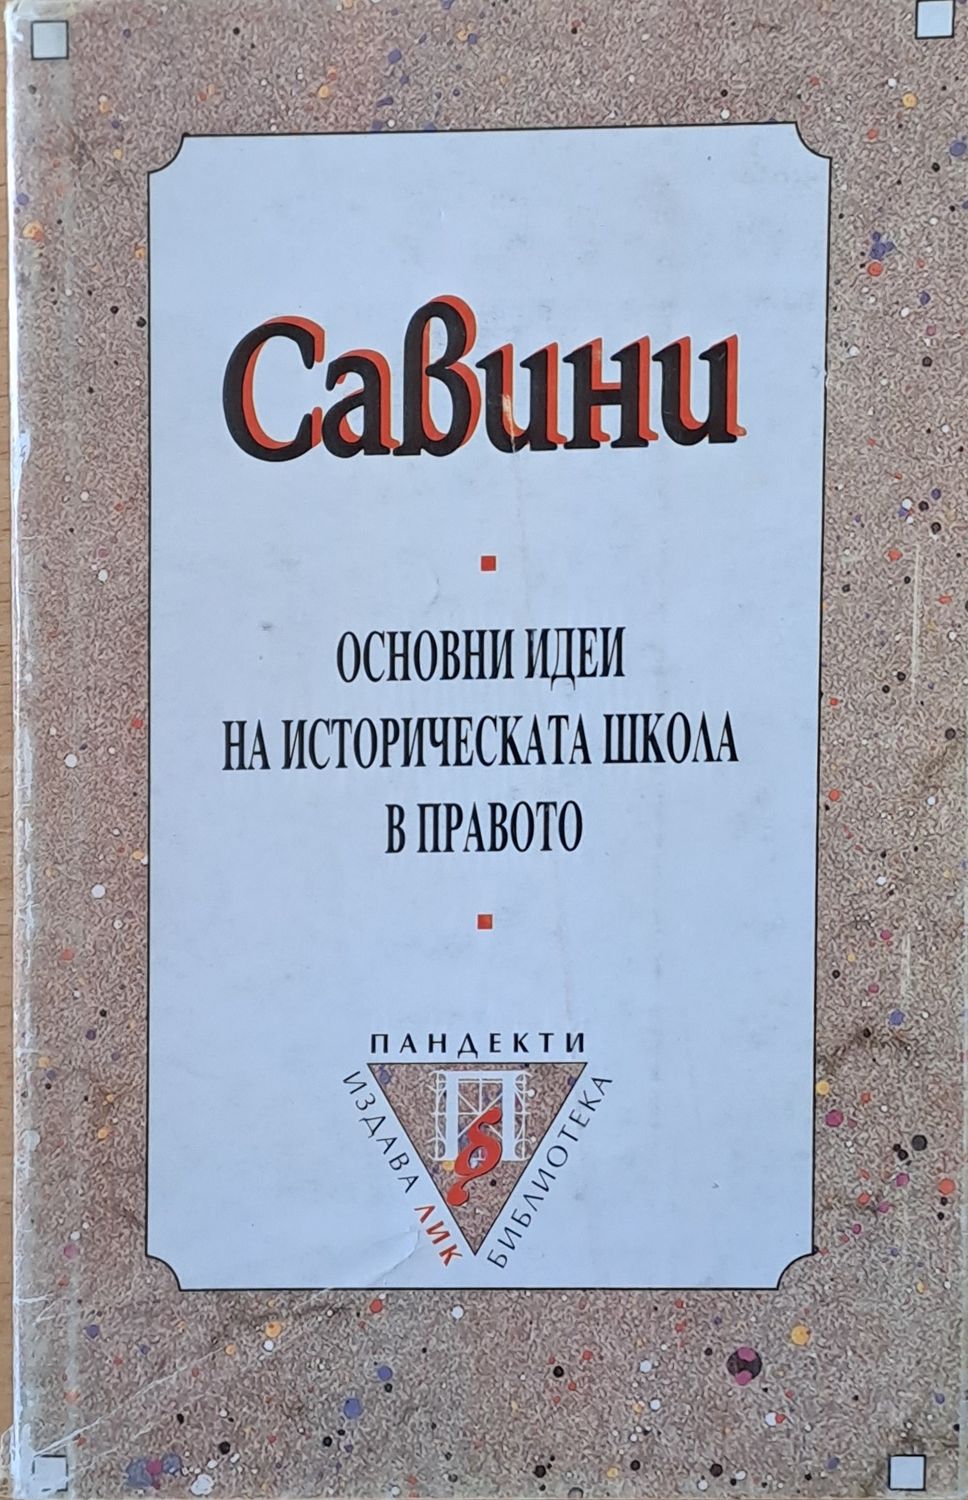 Савини
ОСНОВНИ ИДЕИ
НА ИСТОРИЧЕСКАТА ШКОЛА
В ПРАВОТО
ПАНДЕКТИ
ИЗДАВА ЛИК
БИБЛИОТЕКА
П
§